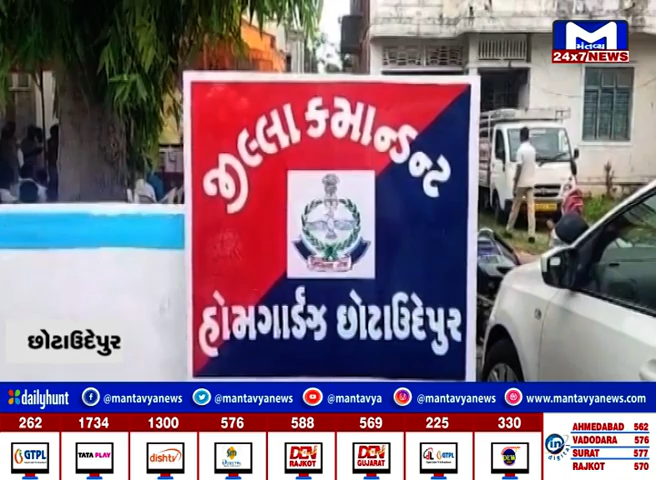 M
મંતવ્ય
24x7NEWS
જીલ્લા કમાન્ડન્ટ
હોમગાર્ડઝ છોટાઉદેપુર
છોટાઉદેપુર
dailyhunt @mantavyanews @mantavyanews @mantavya @mantavyanews www.mantavyanews.com
262 1734 1300 576 588 569 225 330
GTPL TATA PLAY dishtv DEN RAJKOT DEN GUJARAT
in digital
AHMEDABAD 562
VADODARA 576
SURAT 577
RAJKOT 570